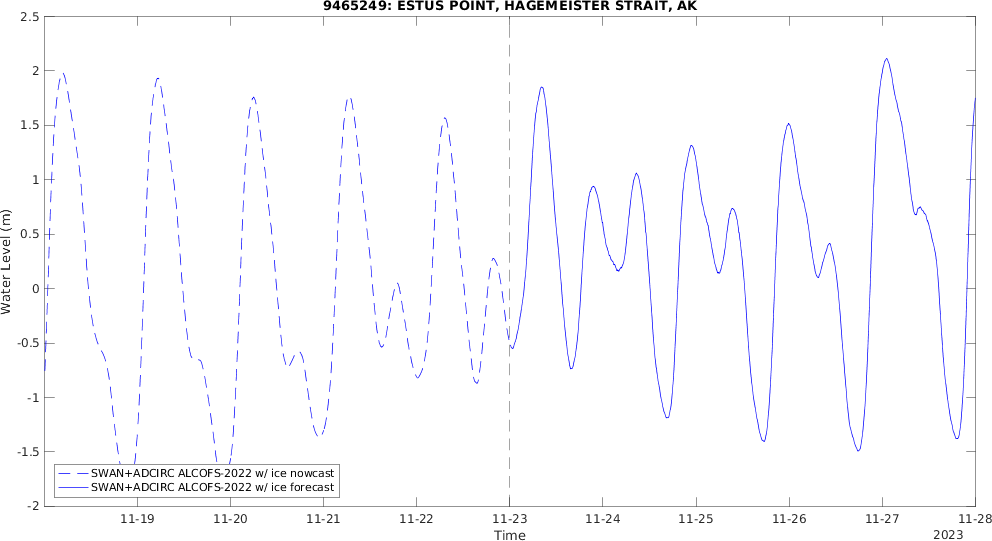 9465249: ESTUS POINT, HAGEMEISTER STRAIT, AK
2.5
2
1.5
1
0.5
0
-0.5
-1
-1.5
-2
Water Level (m)
SWAN+ADCIRC ALCOFS-2022 w/ ice nowcast
SWAN+ADCIRC ALCOFS-2022 w/ ice forecast
11-19 11-20 11-21 11-22 11-23 11-24 11-25 11-26 11-27 11-28
Time
2023